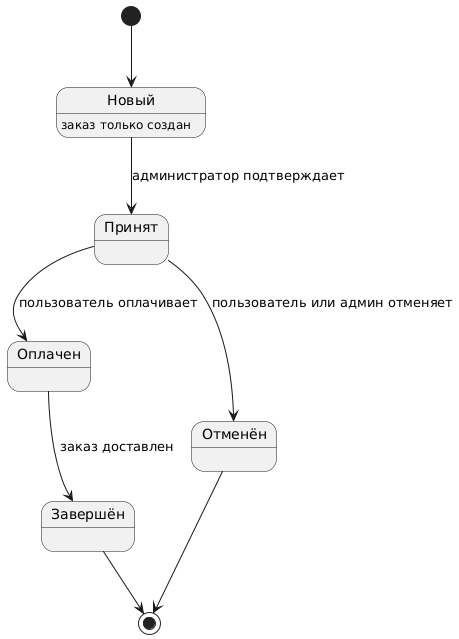 Новый
заказ только создан
администратор подтверждает
Принят
пользователь оплачивает
пользователь или админ отменяет
Оплачен
Отменён
заказ доставлен
Завершён